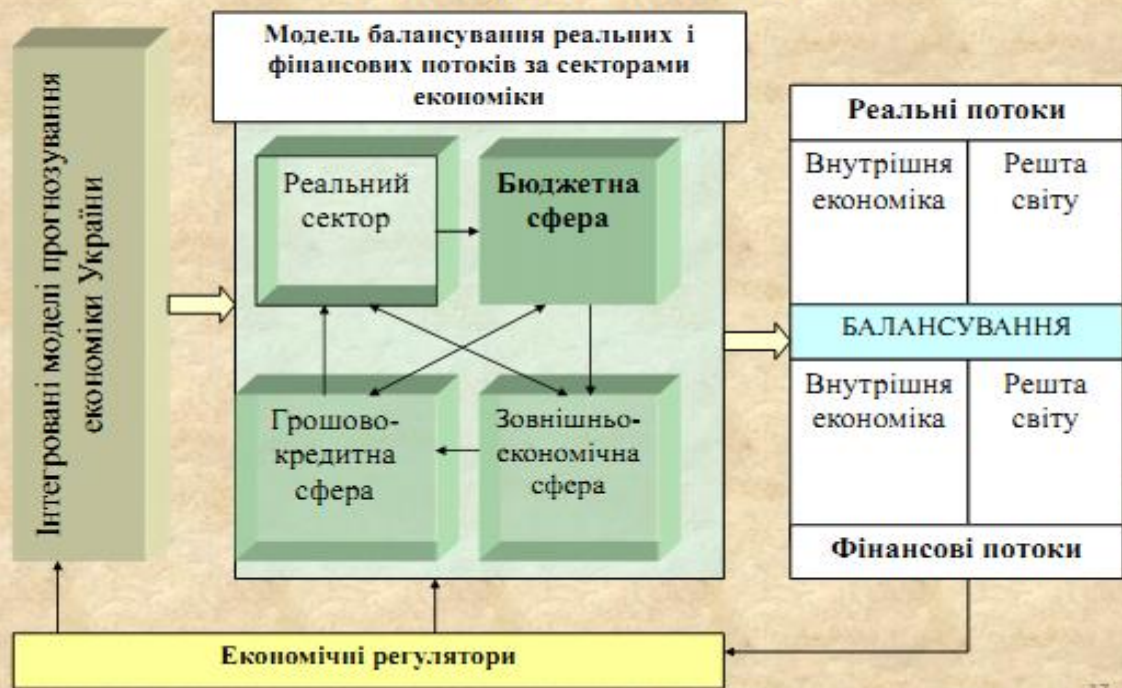 Інтегровані моделі прогнозування
економіки України
Модель балансування реальних і
фінансових потоків за секторами
економіки
Реальний
сектор
Бюджетна
сфера
Грошово-
кредитна
сфера
Зовнішньо-
економічна
сфера
Реальні потоки
Внутрішня
економіка
Решта
світу
БАЛАНСУВАННЯ
Внутрішня
економіка
Решта
світу
Фінансові потоки
Економічні регулятори